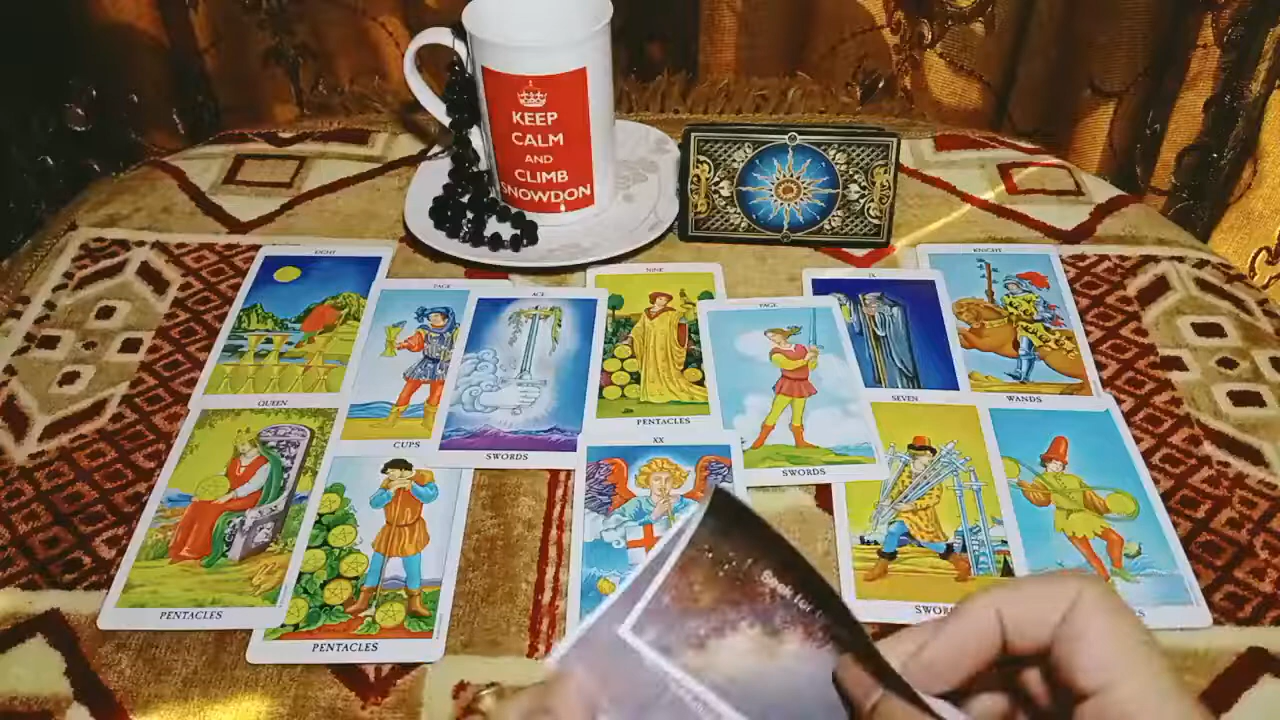 KEEP
CALM
AND
CLIMB
SNOWDON
EIGHT
PAGE
CUPS
ACE
SWORDS
NINE
PENTACLES
PAGE
SWORDS
IX
KNIGHT
WANDS
QUEEN
PENTACLES
PENTACLES
XX
SEVEN